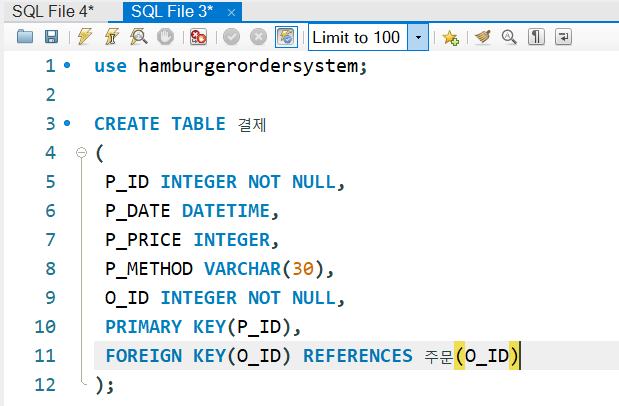 SQL File 4* SQL File 3* ×
Limit to 100
1 use hamburgerordersystem;
2
3 CREATE TABLE 결제
4 (
5 P_ID INTEGER NOT NULL,
6 P_DATE DATETIME,
7 P_PRICE INTEGER,
8 P_METHOD VARCHAR(30),
9 O_ID INTEGER NOT NULL,
10 PRIMARY KEY(P_ID),
11 FOREIGN KEY(O_ID) REFERENCES 주문(O_ID)
12 );